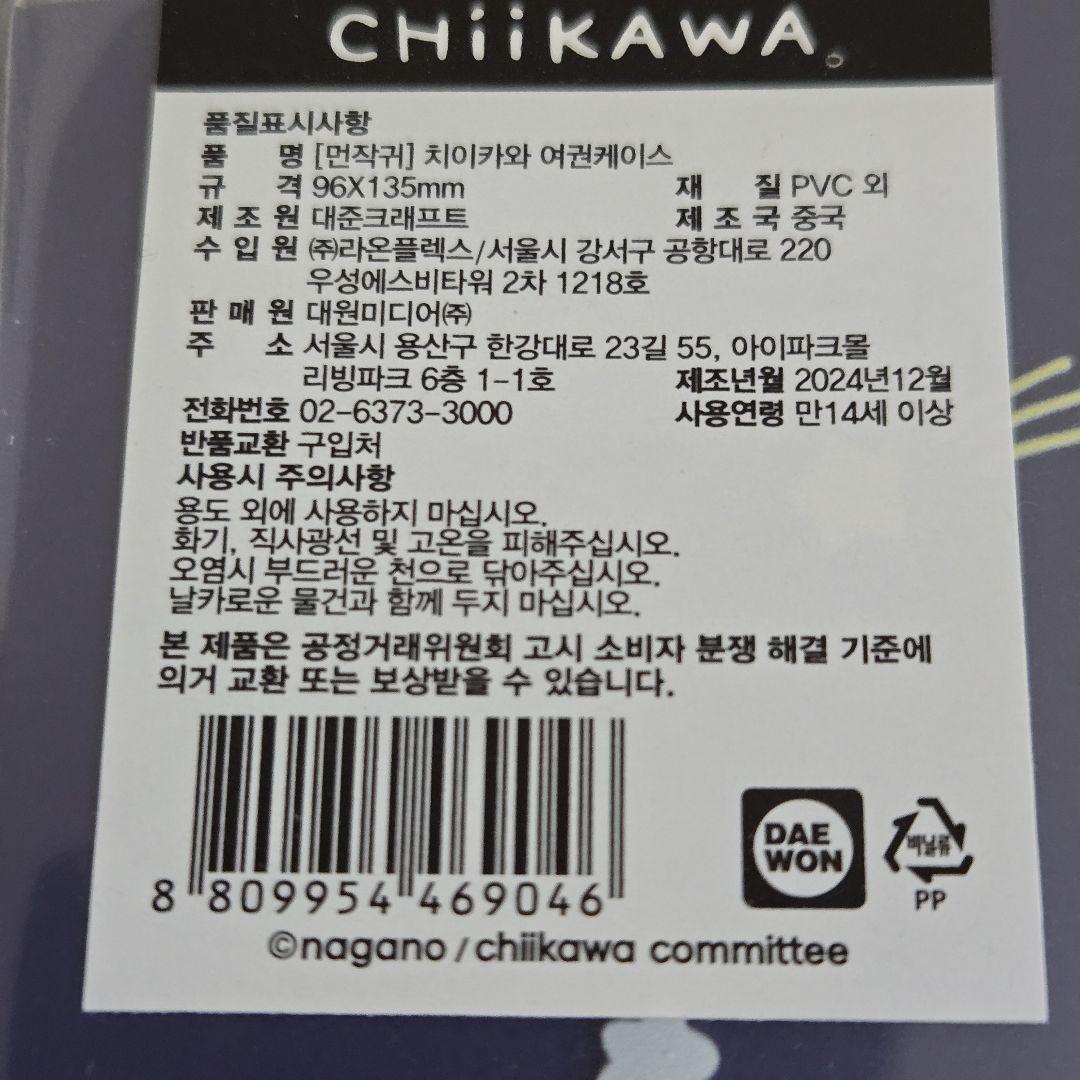 CHiiKAWA
품질표시사항
품 명 [먼작귀] 치이카와 여권케이스
규 격 96X135mm 재 질 PVC 외
제 조 원 대준크래프트 제 조 국 중국
수 입 원 ㈜라온플렉스/서울시 강서구 공항대로 220
우성에스비타워 2차 1218호
판 매 원 대원미디어㈜
주 소 서울시 용산구 한강대로 23길 55, 아이파크몰
리빙파크 6층 1-1호 제조년월 2024년12월
전화번호 02-6373-3000 사용연령 만14세 이상
반품교환 구입처
사용시 주의사항
용도 외에 사용하지 마십시오.
화기, 직사광선 및 고온을 피해주십시오.
오염시 부드러운 천으로 닦아주십시오.
날카로운 물건과 함께 두지 마십시오.
본 제품은 공정거래위원회 고시 소비자 분쟁 해결 기준에
의거 교환 또는 보상받을 수 있습니다.
DAE
WON
비닐류
PP
8 809954 469046
©nagano / chiikawa committee